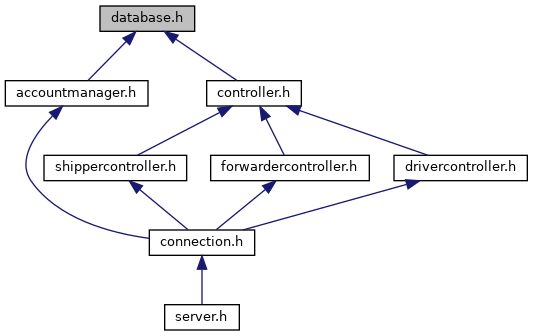 database.h
accountmanager.h
controller.h
shippercontroller.h
forwardercontroller.h
drivercontroller.h
connection.h
server.h